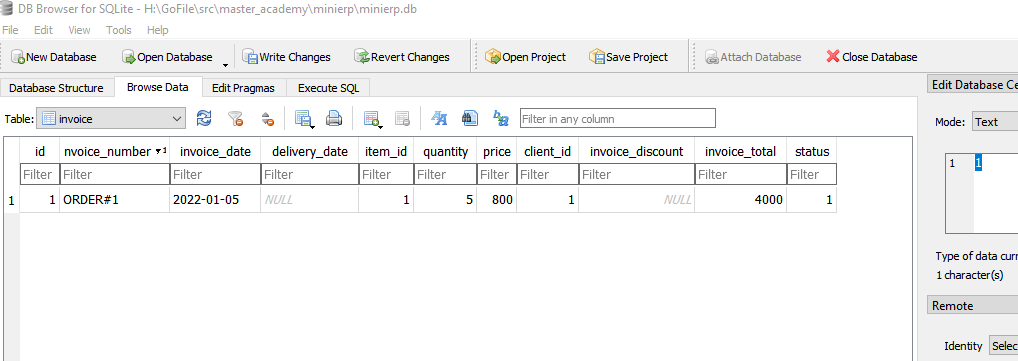 DB Browser for SQLite - H:\GoFile\src\master_academy\minierp\minierp.db
File Edit View Tools Help
New Database Open Database Write Changes Revert Changes Open Project Save Project Attach Database Close Database
Database Structure Browse Data Edit Pragmas Execute SQL
Edit Database Ce
Table: invoice Filter in any column
Mode: Text
id nvoice_number 1 invoice_date delivery_date item_id quantity price client_id invoice_discount invoice_total status
Filter Filter Filter Filter Filter Filter Filter Filter Filter Filter Filter
1 1
1 1 ORDER#1 2022-01-05 NULL 1 5 800 1 NULL 4000 1
Type of data curr
1 character(s)
Remote
Identity Selec